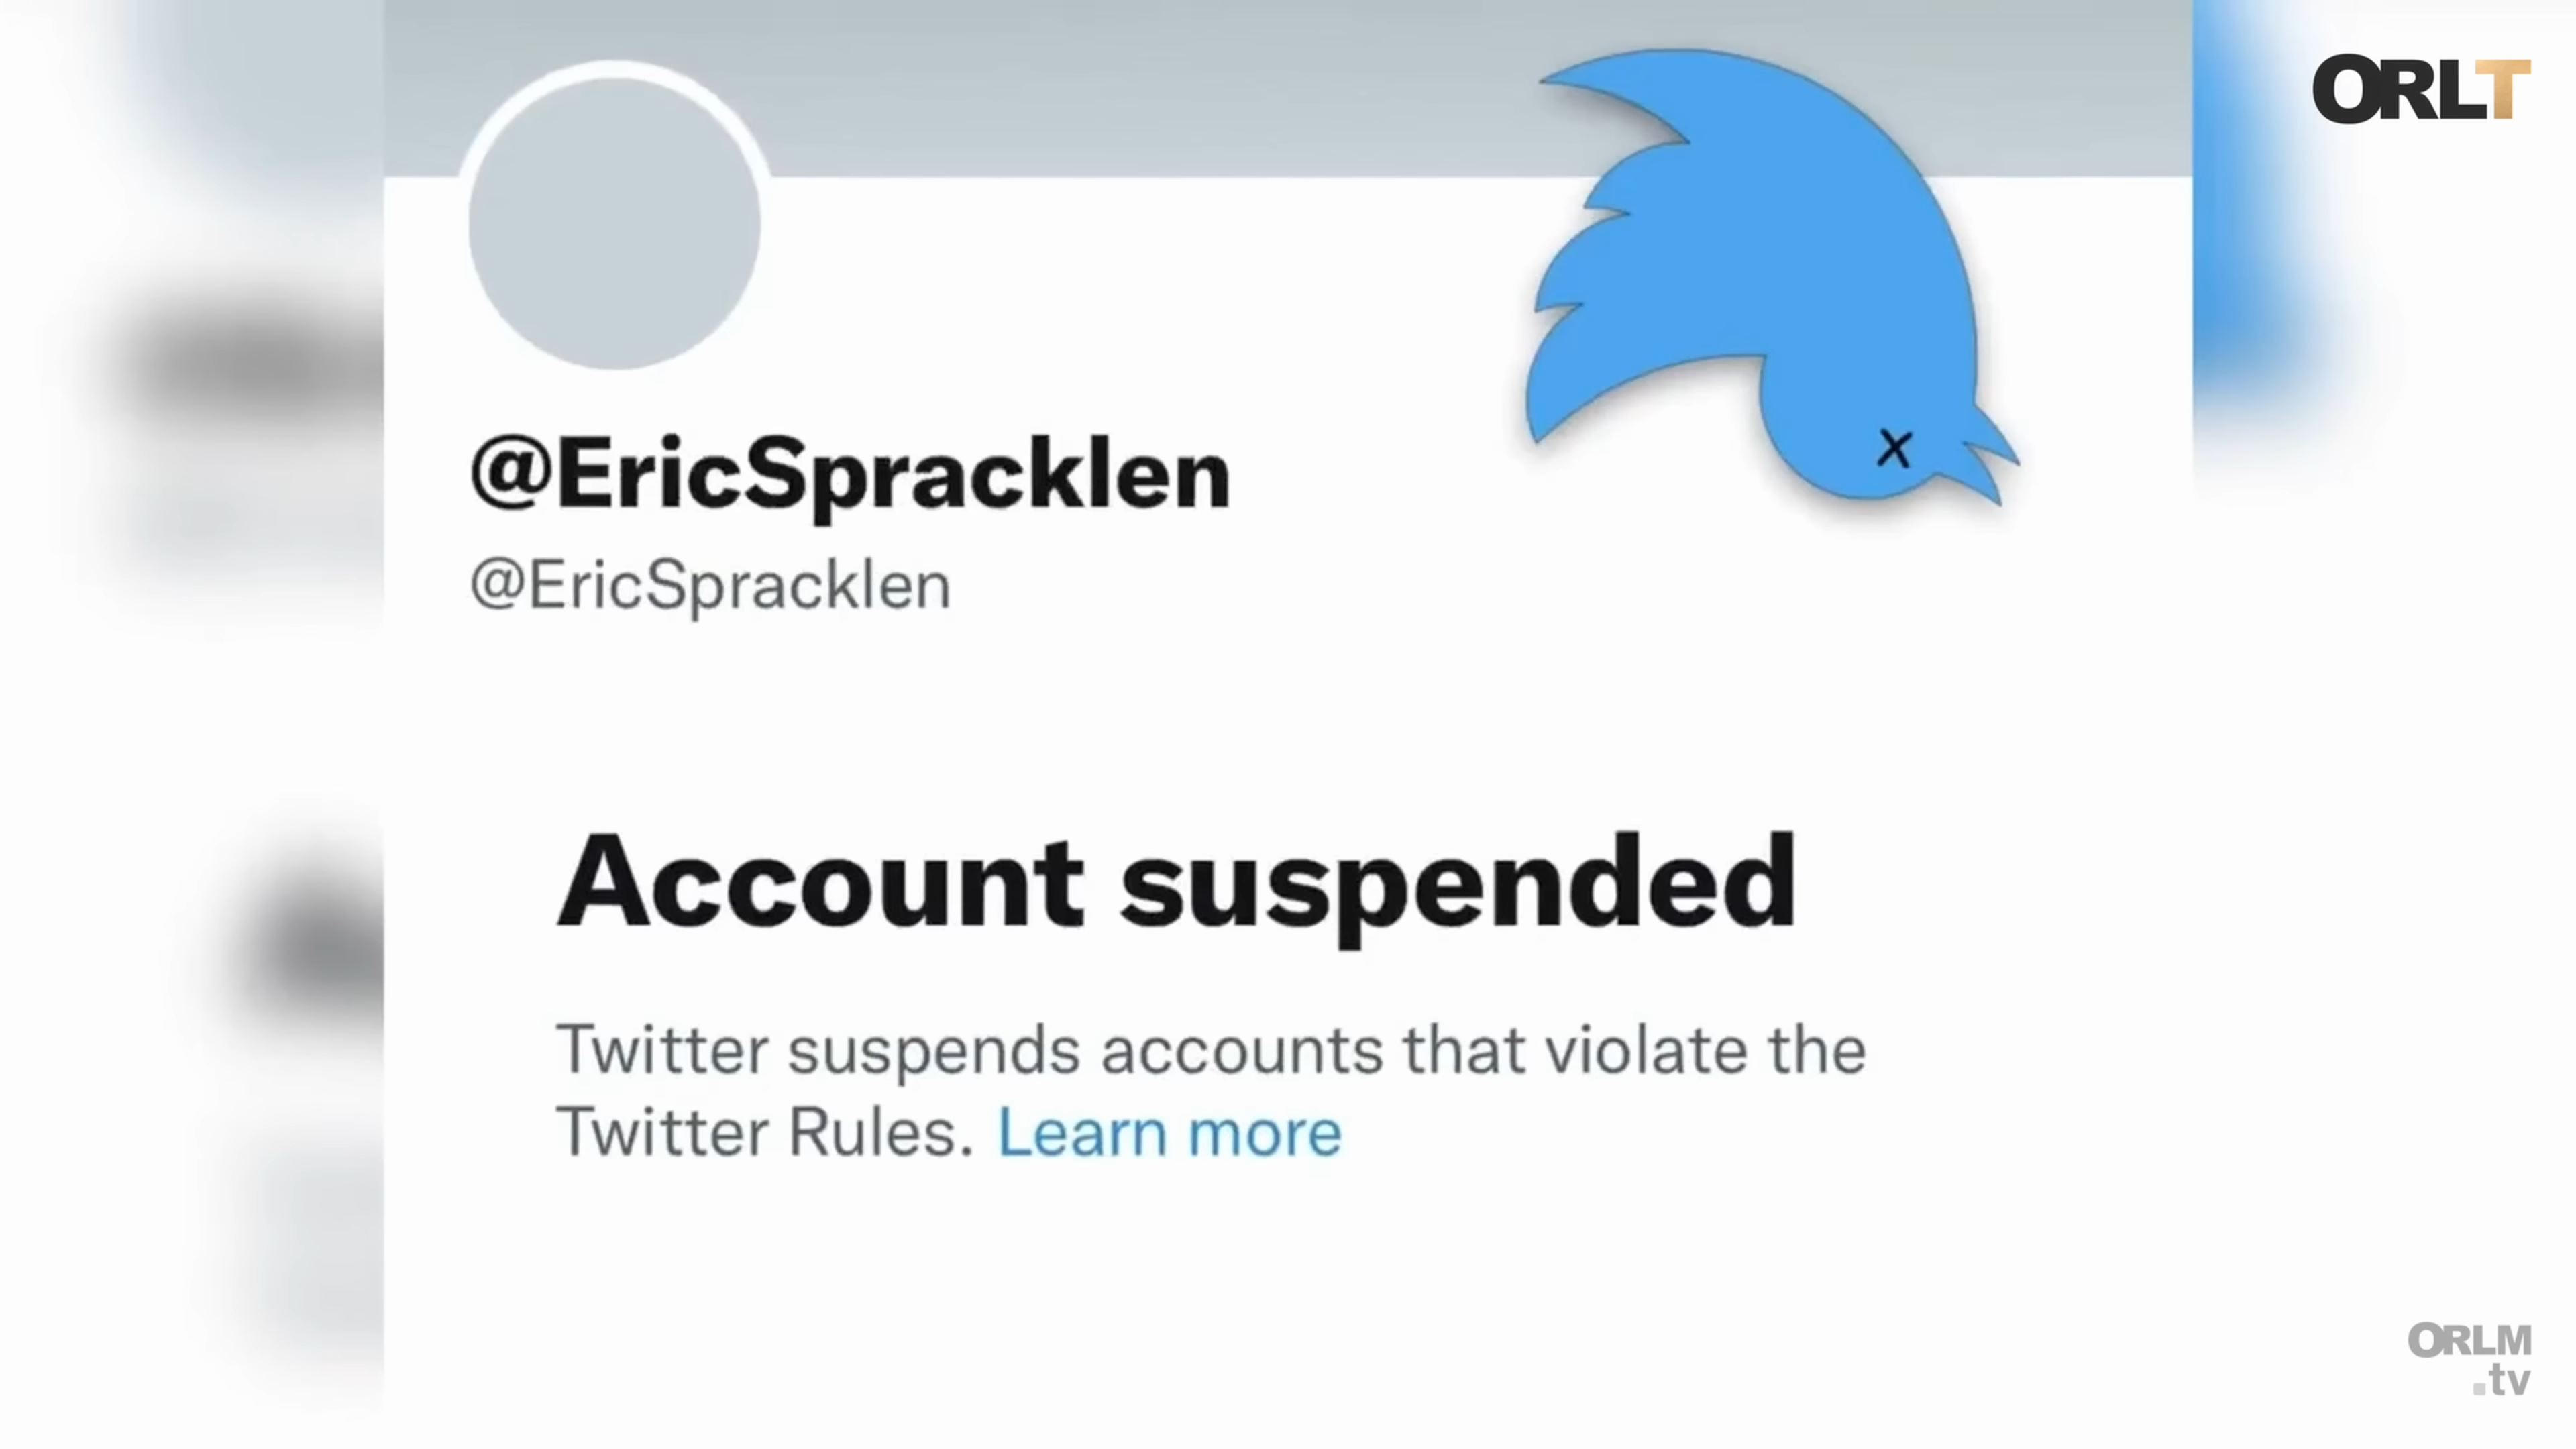 ORLT
@EricSpracklen
@EricSpracklen
Account suspended
Twitter suspends accounts that violate the
Twitter Rules. Learn more
ORLM
.tv